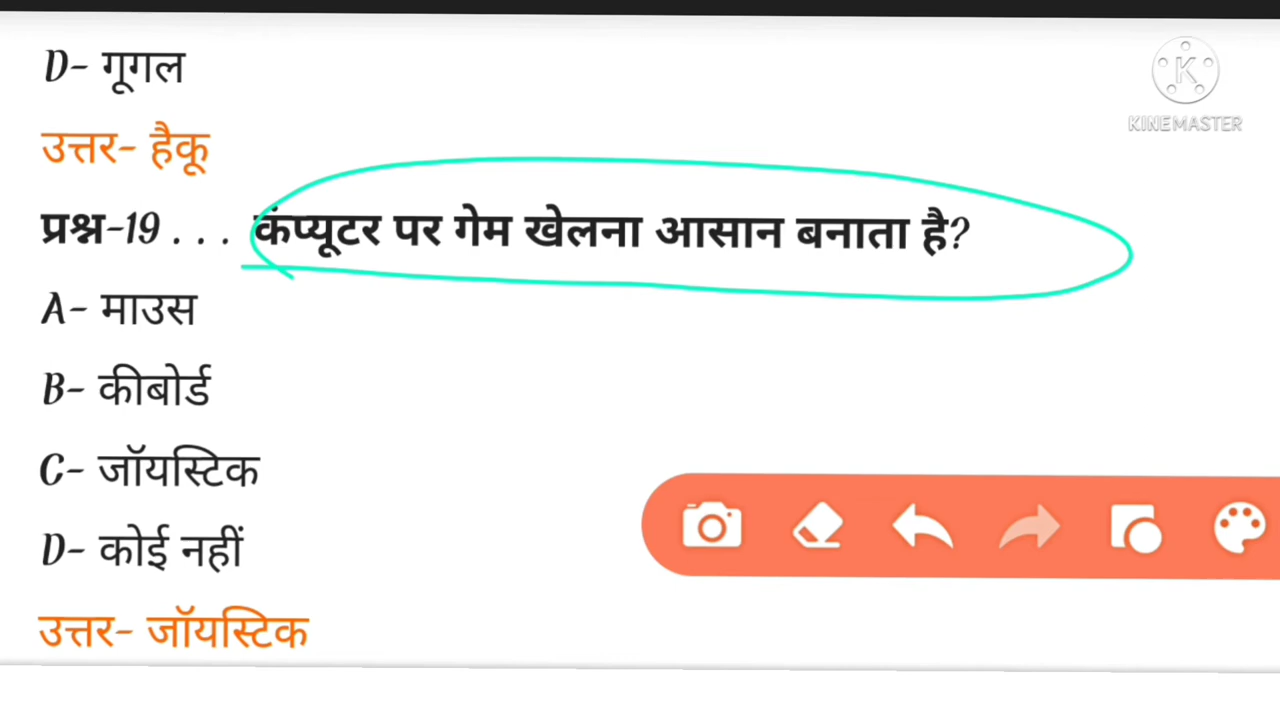 D- गूगल
उत्तर- हैकू
प्रश्न-19 . . . कंप्यूटर पर गेम खेलना आसान बनाता है?
A- माउस
B- कीबोर्ड
C- जॉयस्टिक
D- कोई नहीं
उत्तर- जॉयस्टिक
K
KINEMASTER